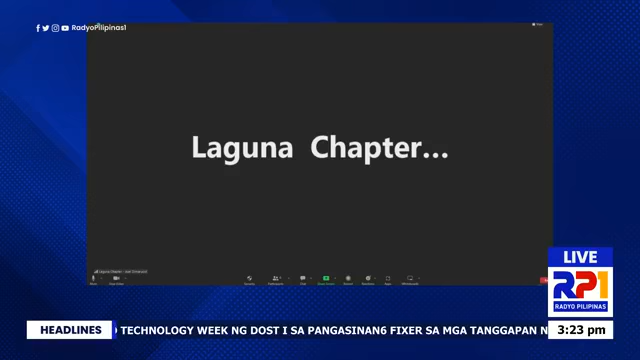 RadyoPilipinas1
Laguna Chapter...
LIVE
RP1
RADYO PILIPINAS
HEADLINES
TECHNOLOGY WEEK NG DOST I SA PANGASINAN6 FIXER SA MGA TANGGAPAN N
3:23 pm